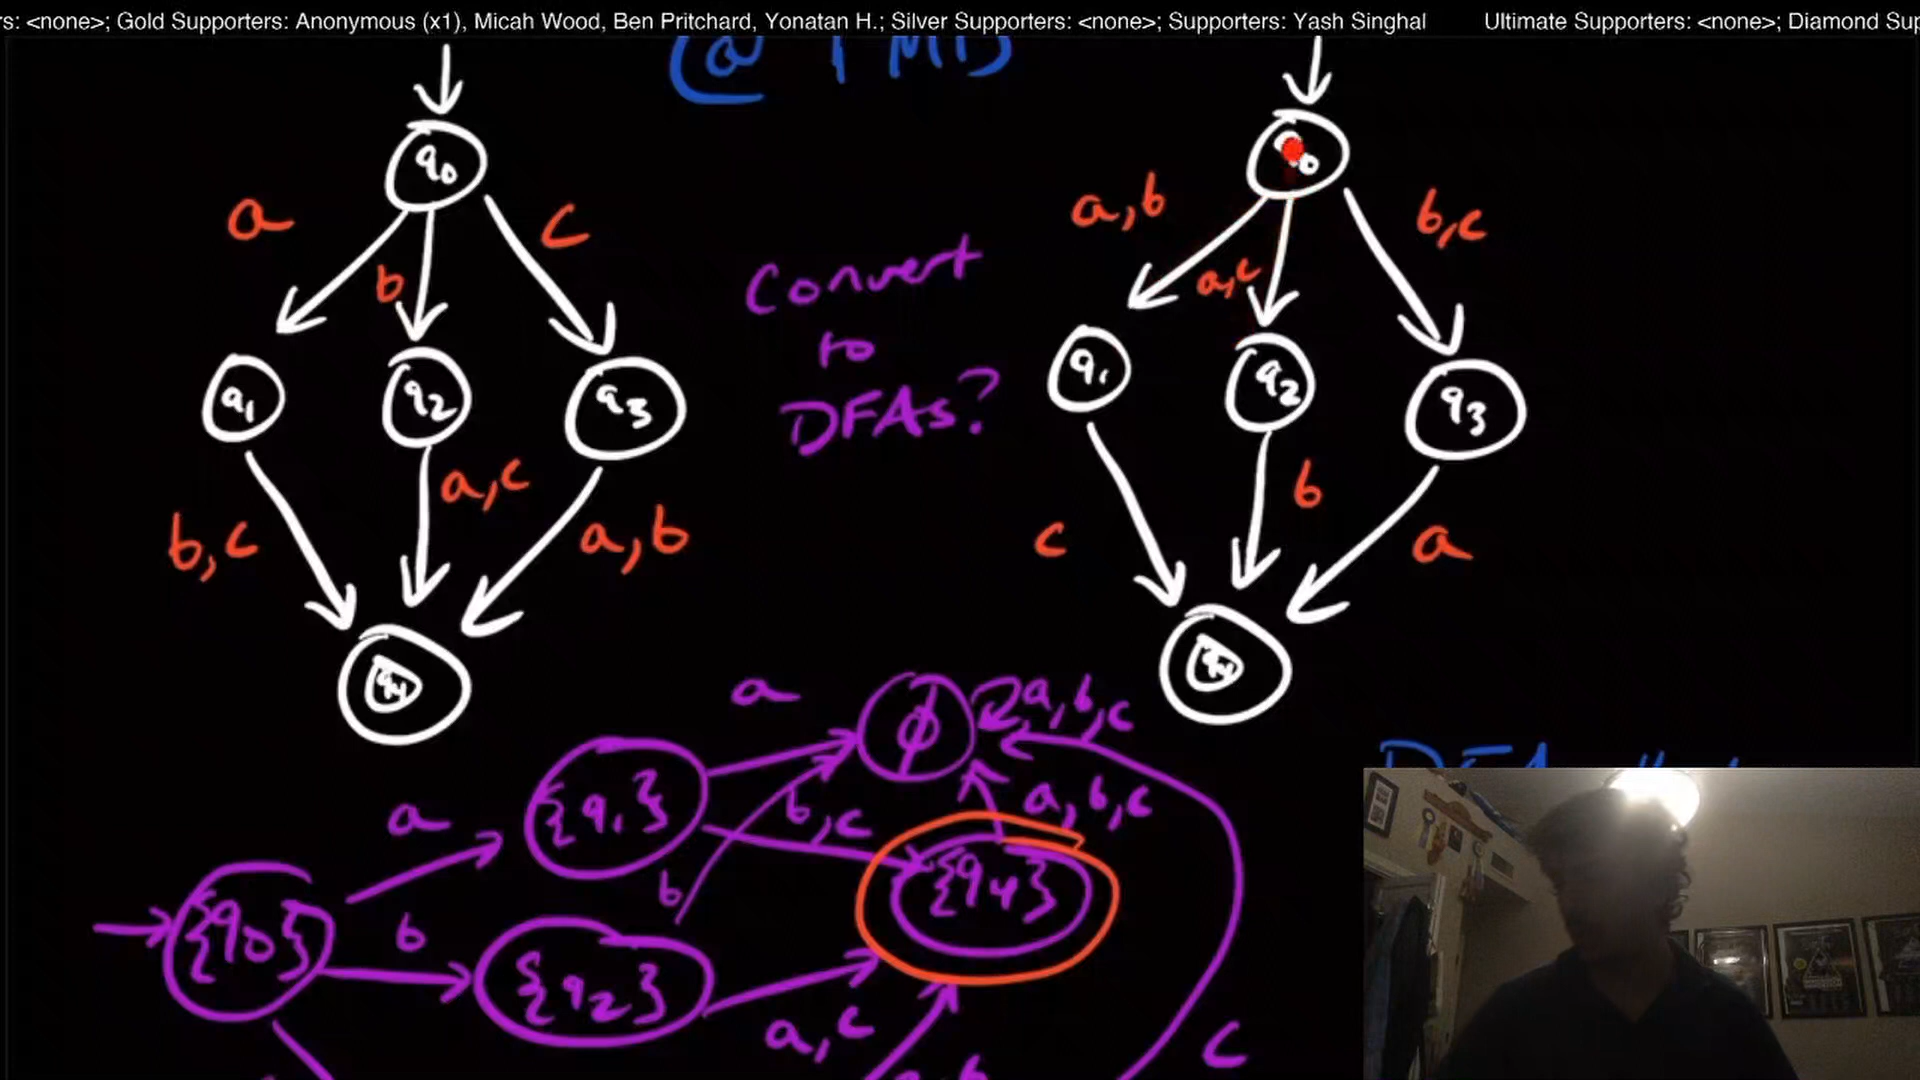 s: <none>; Gold Supporters: Anonymous (x1), Micah Wood, Ben Pritchard, Yonatan H.; Silver Supporters: <none>; Supporters: Yash Singhal Ultimate Supporters: <none>; Diamond Sup
q0
a
b
c
q1
q2
q3
b,c
a,c
a,b
q4
Convert
to
DFAs?
a,b
a,c
b,c
q1
q2
q3
c
b
a
q4
{q0}
a
b
{q1}
{q2}
a
b,c
b
a,c
ϕ
a,b,c
a,b,c
{q4}
c